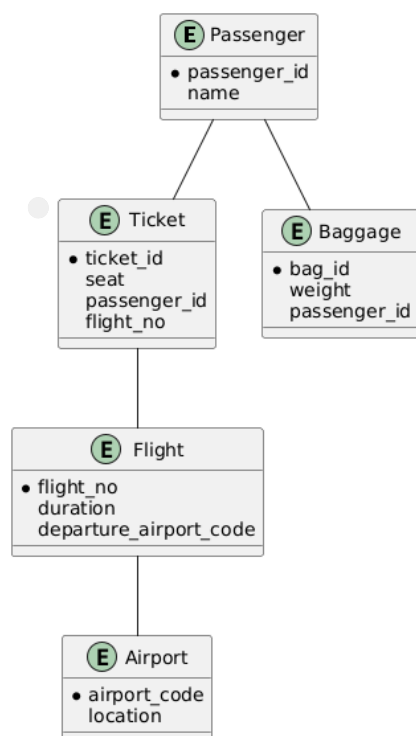 E Passenger
passenger_id
name
E Ticket
ticket_id
seat
passenger_id
flight_no
E Baggage
bag_id
weight
passenger_id
E Flight
flight_no
duration
departure_airport_code
E Airport
airport_code
location